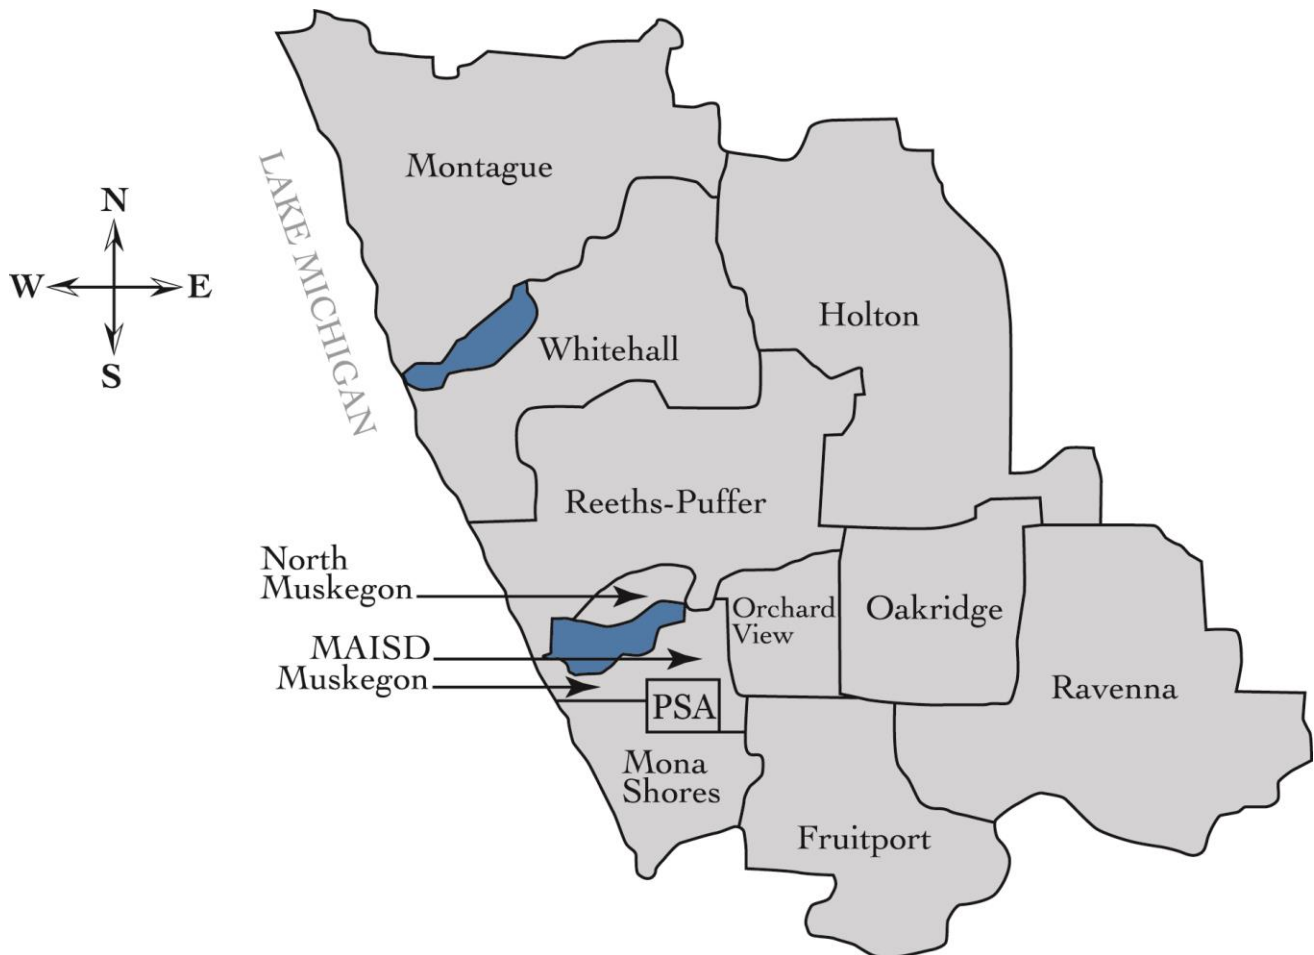 Montague
LAKE MICHIGAN
N
W
E
S
Holton
Whitehall
Reeths-Puffer
North
Muskegon
Orchard
View
Oakridge
MAISD
Muskegon
Ravenna
PSA
Mona
Shores
Fruitport